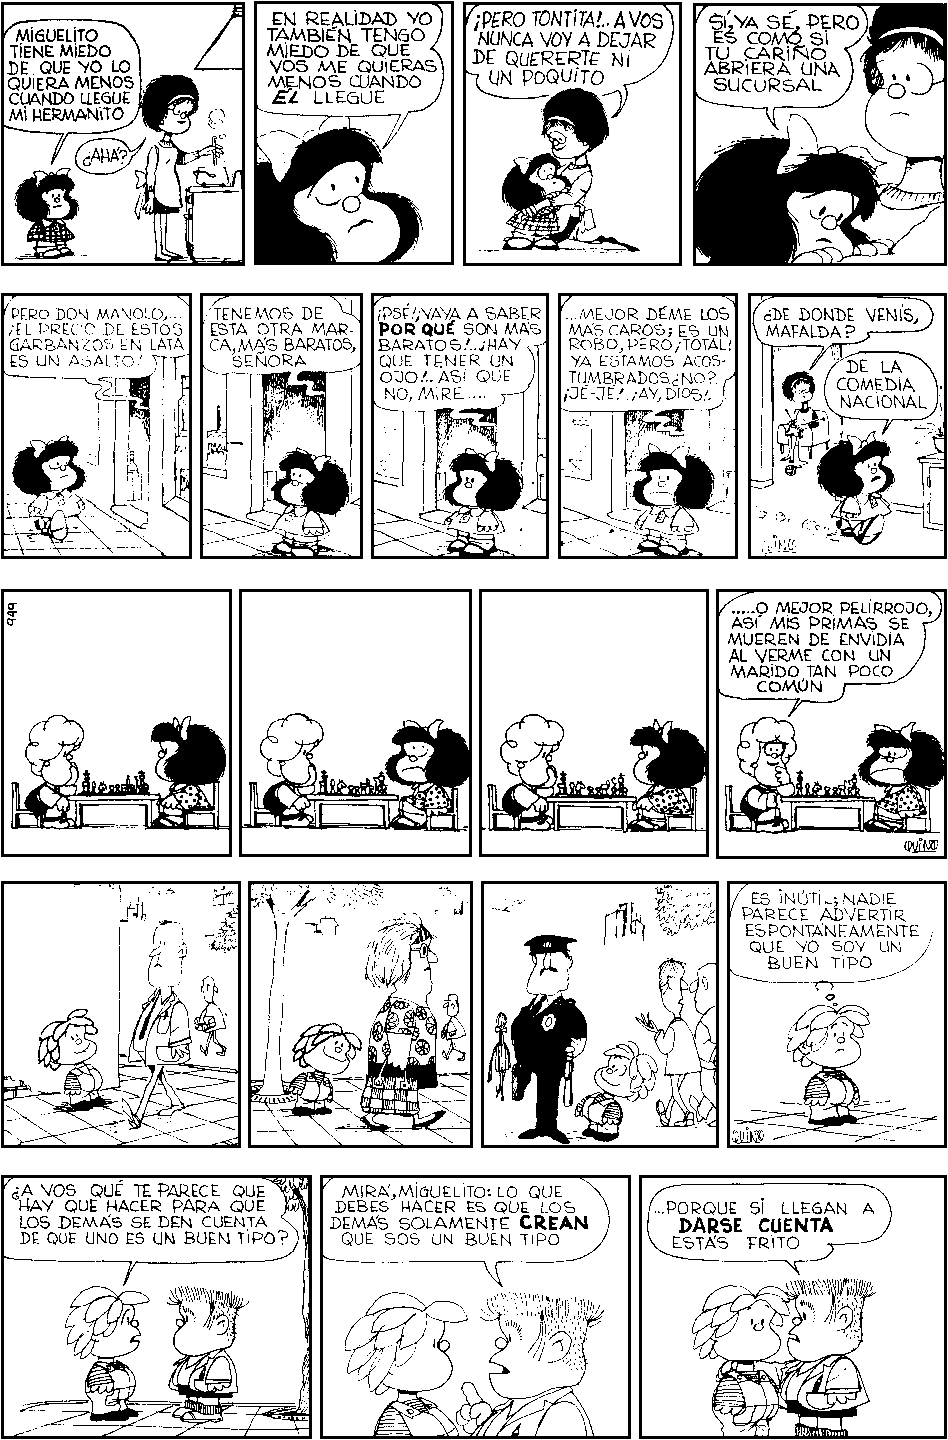 MIGUELITO
TIENE MIEDO
DE QUE YO LO
QUIERA MENOS
CUANDO LLEGUE
MI HERMANITO
¿AHÁ?
EN REALIDAD YO
TAMBIÉN TENGO
MIEDO DE QUE
VOS ME QUIERAS
MENOS CUANDO
ÉL LLEGUE
¡PERO TONTITA!.. A VOS
NUNCA VOY A DEJAR
DE QUERERTE NI
UN POQUITO
SÍ, YA SÉ, PERO
ES COMO SI
TU CARIÑO
ABRIERA UNA
SUCURSAL
PERO DON MANOLO,...
¡EL PRECIO DE ESTOS
GARBANZOS EN LATA
ES UN ASALTO!
TENEMOS DE
ESTA OTRA MAR-
CA, MÁS BARATOS,
SEÑORA
¡PSÉ!¡VAYA A SABER
POR QUÉ SON MÁS
BARATOS!..¡HAY
QUE TENER UN
OJO!.. ASÍ QUE
NO, MIRE....
...MEJOR DÉME LOS
MÁS CAROS; ES UN
ROBO, PERO ¡TOTAL!
YA ESTAMOS ACOS-
TUMBRADOS ¿NO?
¡JE-JE! ¡AY, DIOS!.
¿DE DONDE VENÍS,
MAFALDA?
DE LA
COMEDIA
NACIONAL
QUINO
949
.....O MEJOR PELIRROJO,
ASÍ MIS PRIMAS SE
MUEREN DE ENVIDIA
AL VERME CON UN
MARIDO TAN POCO
COMÚN
QUINO
ES INÚTIL; NADIE
PARECE ADVERTIR
ESPONTÁNEAMENTE
QUE YO SOY UN
BUEN TIPO
QUINO
¿A VOS QUÉ TE PARECE QUE
HAY QUE HACER PARA QUE
LOS DEMÁS SE DEN CUENTA
DE QUE UNO ES UN BUEN TIPO?
MIRÁ, MIGUELITO: LO QUE
DEBES HACER ES QUE LOS
DEMÁS SOLAMENTE CREAN
QUE SOS UN BUEN TIPO
...PORQUE SI LLEGAN A
DARSE CUENTA
ESTÁS FRITO